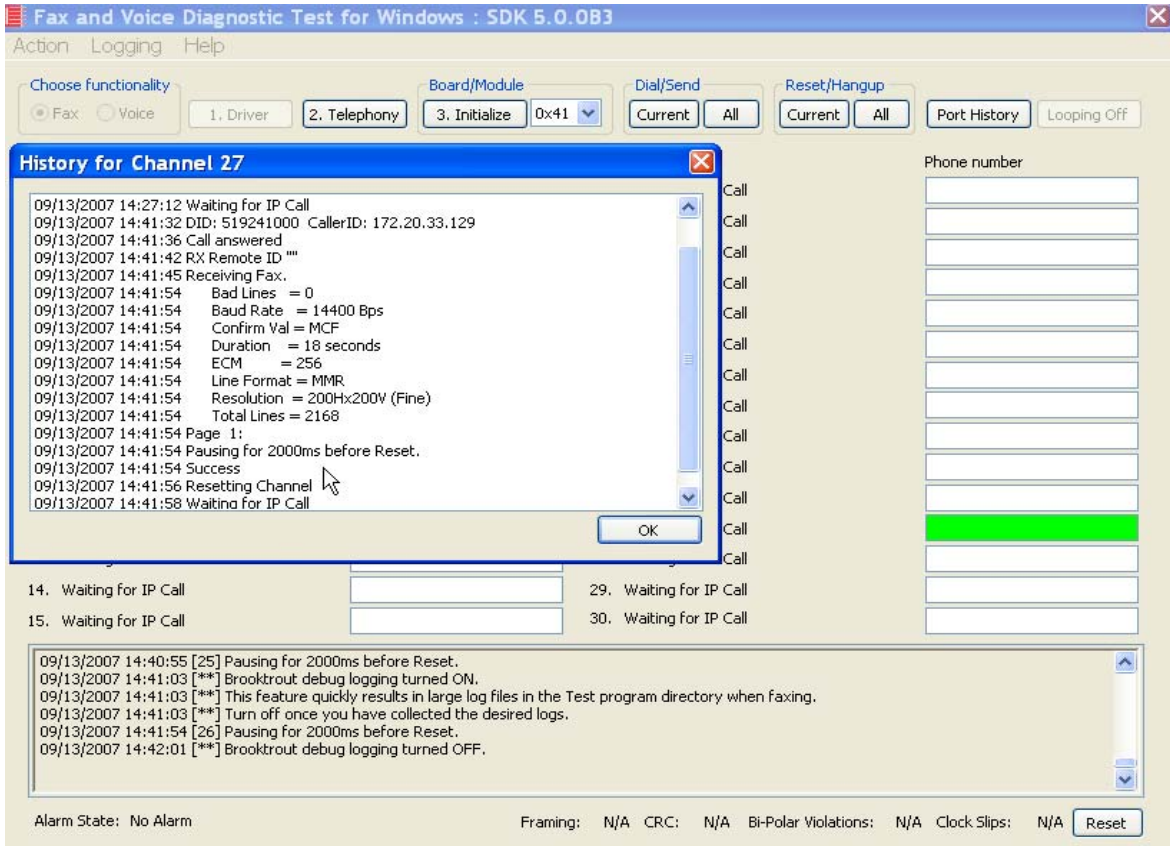 Fax and Voice Diagnostic Test for Windows : SDK 5.0.0B3
Action Logging Help
Choose functionality
Board/Module
Dial/Send
Reset/Hangup
Fax Voice 1. Driver 2. Telephony 3. Initialize 0x41 Current All Current All Port History Looping Off
History for Channel 27
Phone number
09/13/2007 14:27:12 Waiting for IP Call
09/13/2007 14:41:32 DID: 519241000 CallerID: 172.20.33.129
09/13/2007 14:41:36 Call answered
09/13/2007 14:41:42 RX Remote ID ""
09/13/2007 14:41:45 Receiving Fax.
09/13/2007 14:41:54 Bad Lines = 0
09/13/2007 14:41:54 Baud Rate = 14400 Bps
09/13/2007 14:41:54 Confirm Val = MCF
09/13/2007 14:41:54 Duration = 18 seconds
09/13/2007 14:41:54 ECM = 256
09/13/2007 14:41:54 Line Format = MMR
09/13/2007 14:41:54 Resolution = 200Hx200V (Fine)
09/13/2007 14:41:54 Total Lines = 2168
09/13/2007 14:41:54 Page 1:
09/13/2007 14:41:54 Pausing for 2000ms before Reset.
09/13/2007 14:41:54 Success
09/13/2007 14:41:56 Resetting Channel
09/13/2007 14:41:58 Waiting for IP Call
OK
Call
Call
Call
Call
Call
Call
Call
Call
Call
Call
Call
Call
Call
14. Waiting for IP Call
29. Waiting for IP Call
15. Waiting for IP Call
30. Waiting for IP Call
09/13/2007 14:40:55 [25] Pausing for 2000ms before Reset.
09/13/2007 14:41:03 [**] Brooktrout debug logging turned ON.
09/13/2007 14:41:03 [**] This feature quickly results in large log files in the Test program directory when faxing.
09/13/2007 14:41:03 [**] Turn off once you have collected the desired logs.
09/13/2007 14:41:54 [26] Pausing for 2000ms before Reset.
09/13/2007 14:42:01 [**] Brooktrout debug logging turned OFF.
Alarm State: No Alarm
Framing: N/A CRC: N/A Bi-Polar Violations: N/A Clock Slips: N/A Reset